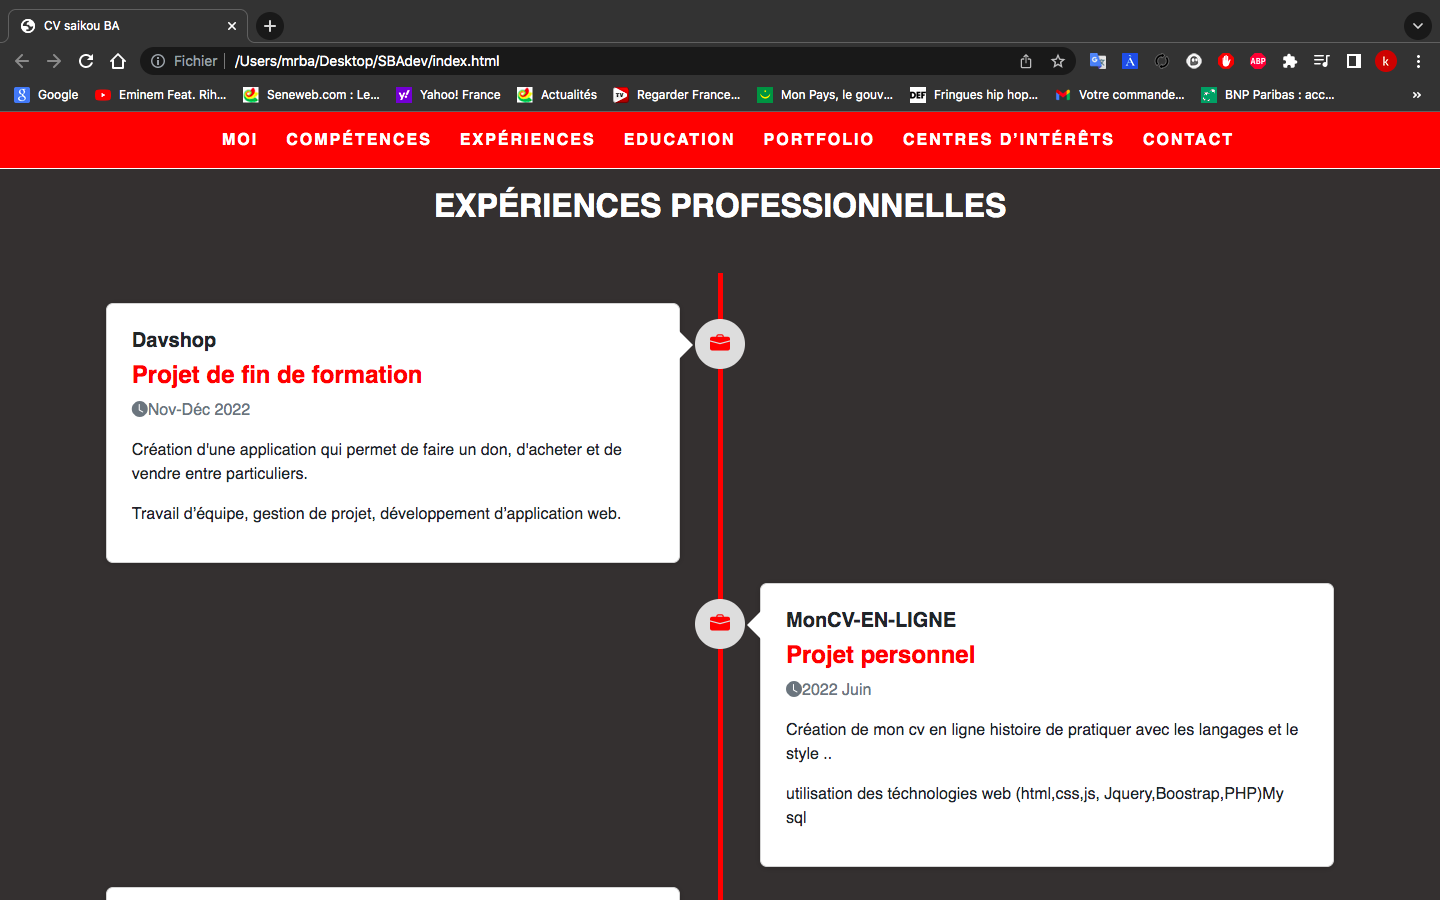 CV saikou BA
Fichier /Users/mrba/Desktop/SBAdev/index.html
ABP k
Google Eminem Feat. Rih... Seneweb.com : Le... Yahoo! France Actualités Regarder France... Mon Pays, le gouv... DEF Fringues hip hop... Votre commande... BNP Paribas : acc... »
MOI COMPÉTENCES EXPÉRIENCES EDUCATION PORTFOLIO CENTRES D’INTÉRÊTS CONTACT
EXPÉRIENCES PROFESSIONNELLES
Davshop
Projet de fin de formation
Nov-Déc 2022
Création d'une application qui permet de faire un don, d'acheter et de
vendre entre particuliers.
Travail d’équipe, gestion de projet, développement d’application web.
MonCV-EN-LIGNE
Projet personnel
2022 Juin
Création de mon cv en ligne histoire de pratiquer avec les langages et le
style ..
utilisation des téchnologies web (html,css,js, Jquery,Boostrap,PHP)My
sql